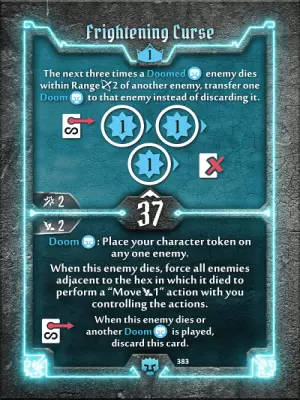 Frightening Curse
1
The next three times a Doomed enemy dies
within Range 2 of another enemy, transfer one
Doom to that enemy instead of discarding it.
1 1
1
2
37
2
Doom : Place your character token on
any one enemy.
When this enemy dies, force all enemies
adjacent to the hex in which it died to
perform a “Move 1” action with you
controlling the actions.
When this enemy dies or
another Doom is played,
discard this card.
383